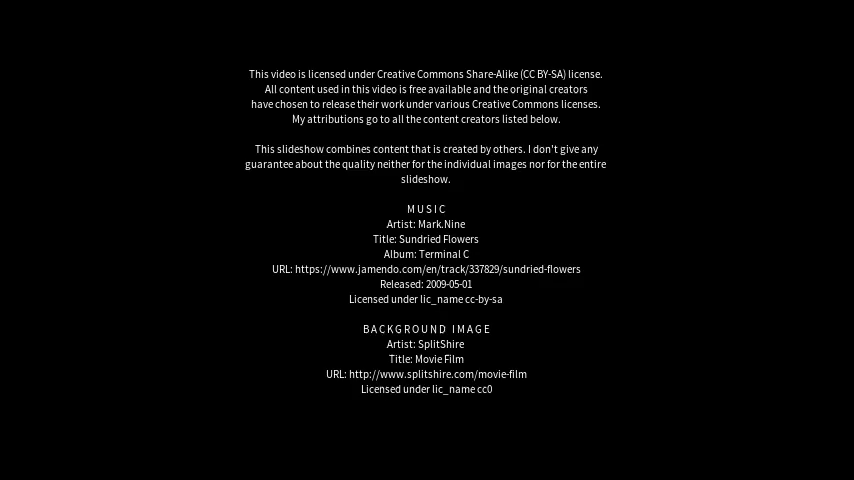 This video is licensed under Creative Commons Share-Alike (CC BY-SA) license.
All content used in this video is free available and the original creators
have chosen to release their work under various Creative Commons licenses.
My attributions go to all the content creators listed below.
This slideshow combines content that is created by others. I don't give any
guarantee about the quality neither for the individual images nor for the entire
slideshow.
MUSIC
Artist: Mark.Nine
Title: Sundried Flowers
Album: Terminal C
URL: https://www.jamendo.com/en/track/337829/sundried-flowers
Released: 2009-05-01
Licensed under lic_name cc-by-sa
BACKGROUND IMAGE
Artist: SplitShire
Title: Movie Film
URL: http://www.splitshire.com/movie-film
Licensed under lic_name cc0